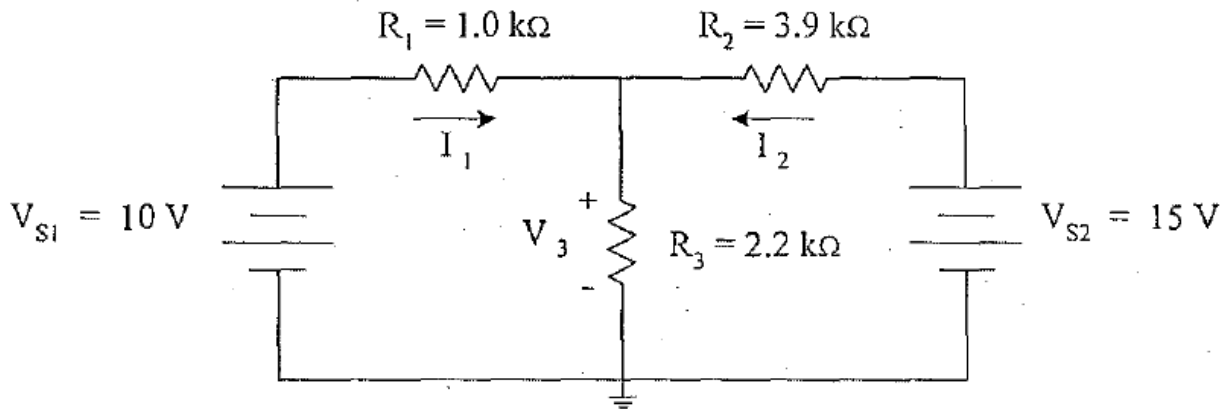 R1 = 1.0 kΩ
R2 = 3.9 kΩ
I1
I2
VS1 = 10 V
+
V3
-
R3 = 2.2 kΩ
VS2 = 15 V